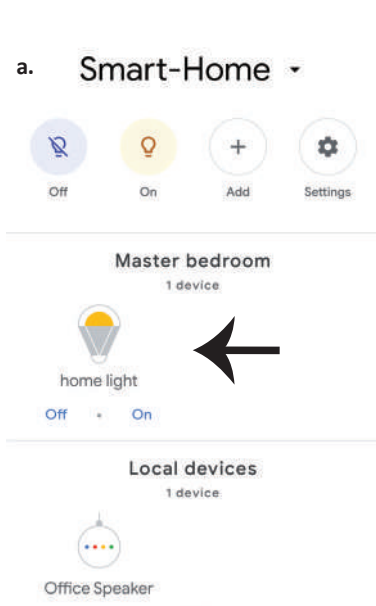 a. Smart-Home
Off On Add Settings
Master bedroom
1 device
home light
Off • On
Local devices
1 device
Office Speaker